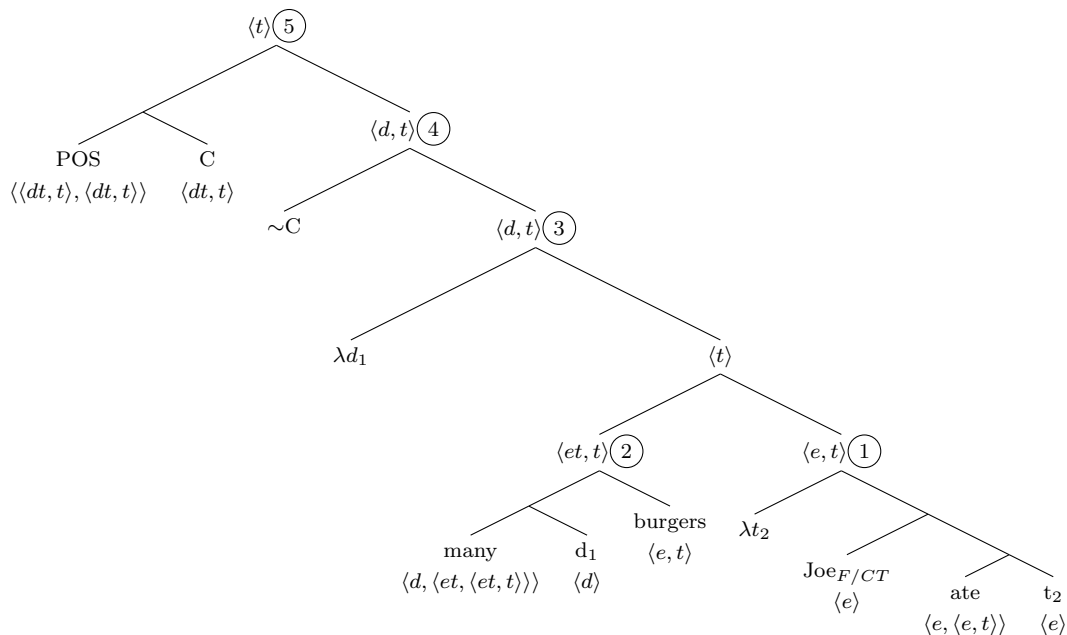 ⟨t⟩ 5
POS C ⟨d, t⟩ 4
⟨⟨dt, t⟩, ⟨dt, t⟩⟩ ⟨dt, t⟩
∼C ⟨d, t⟩ 3
λd₁ ⟨t⟩
⟨et, t⟩ 2 ⟨e, t⟩ 1
many d₁ burgers λt₂
⟨d, ⟨et, ⟨et, t⟩⟩⟩ ⟨d⟩ ⟨e, t⟩ Joe_{F/CT} ate t₂
⟨e⟩ ⟨e, ⟨e, t⟩⟩ ⟨e⟩